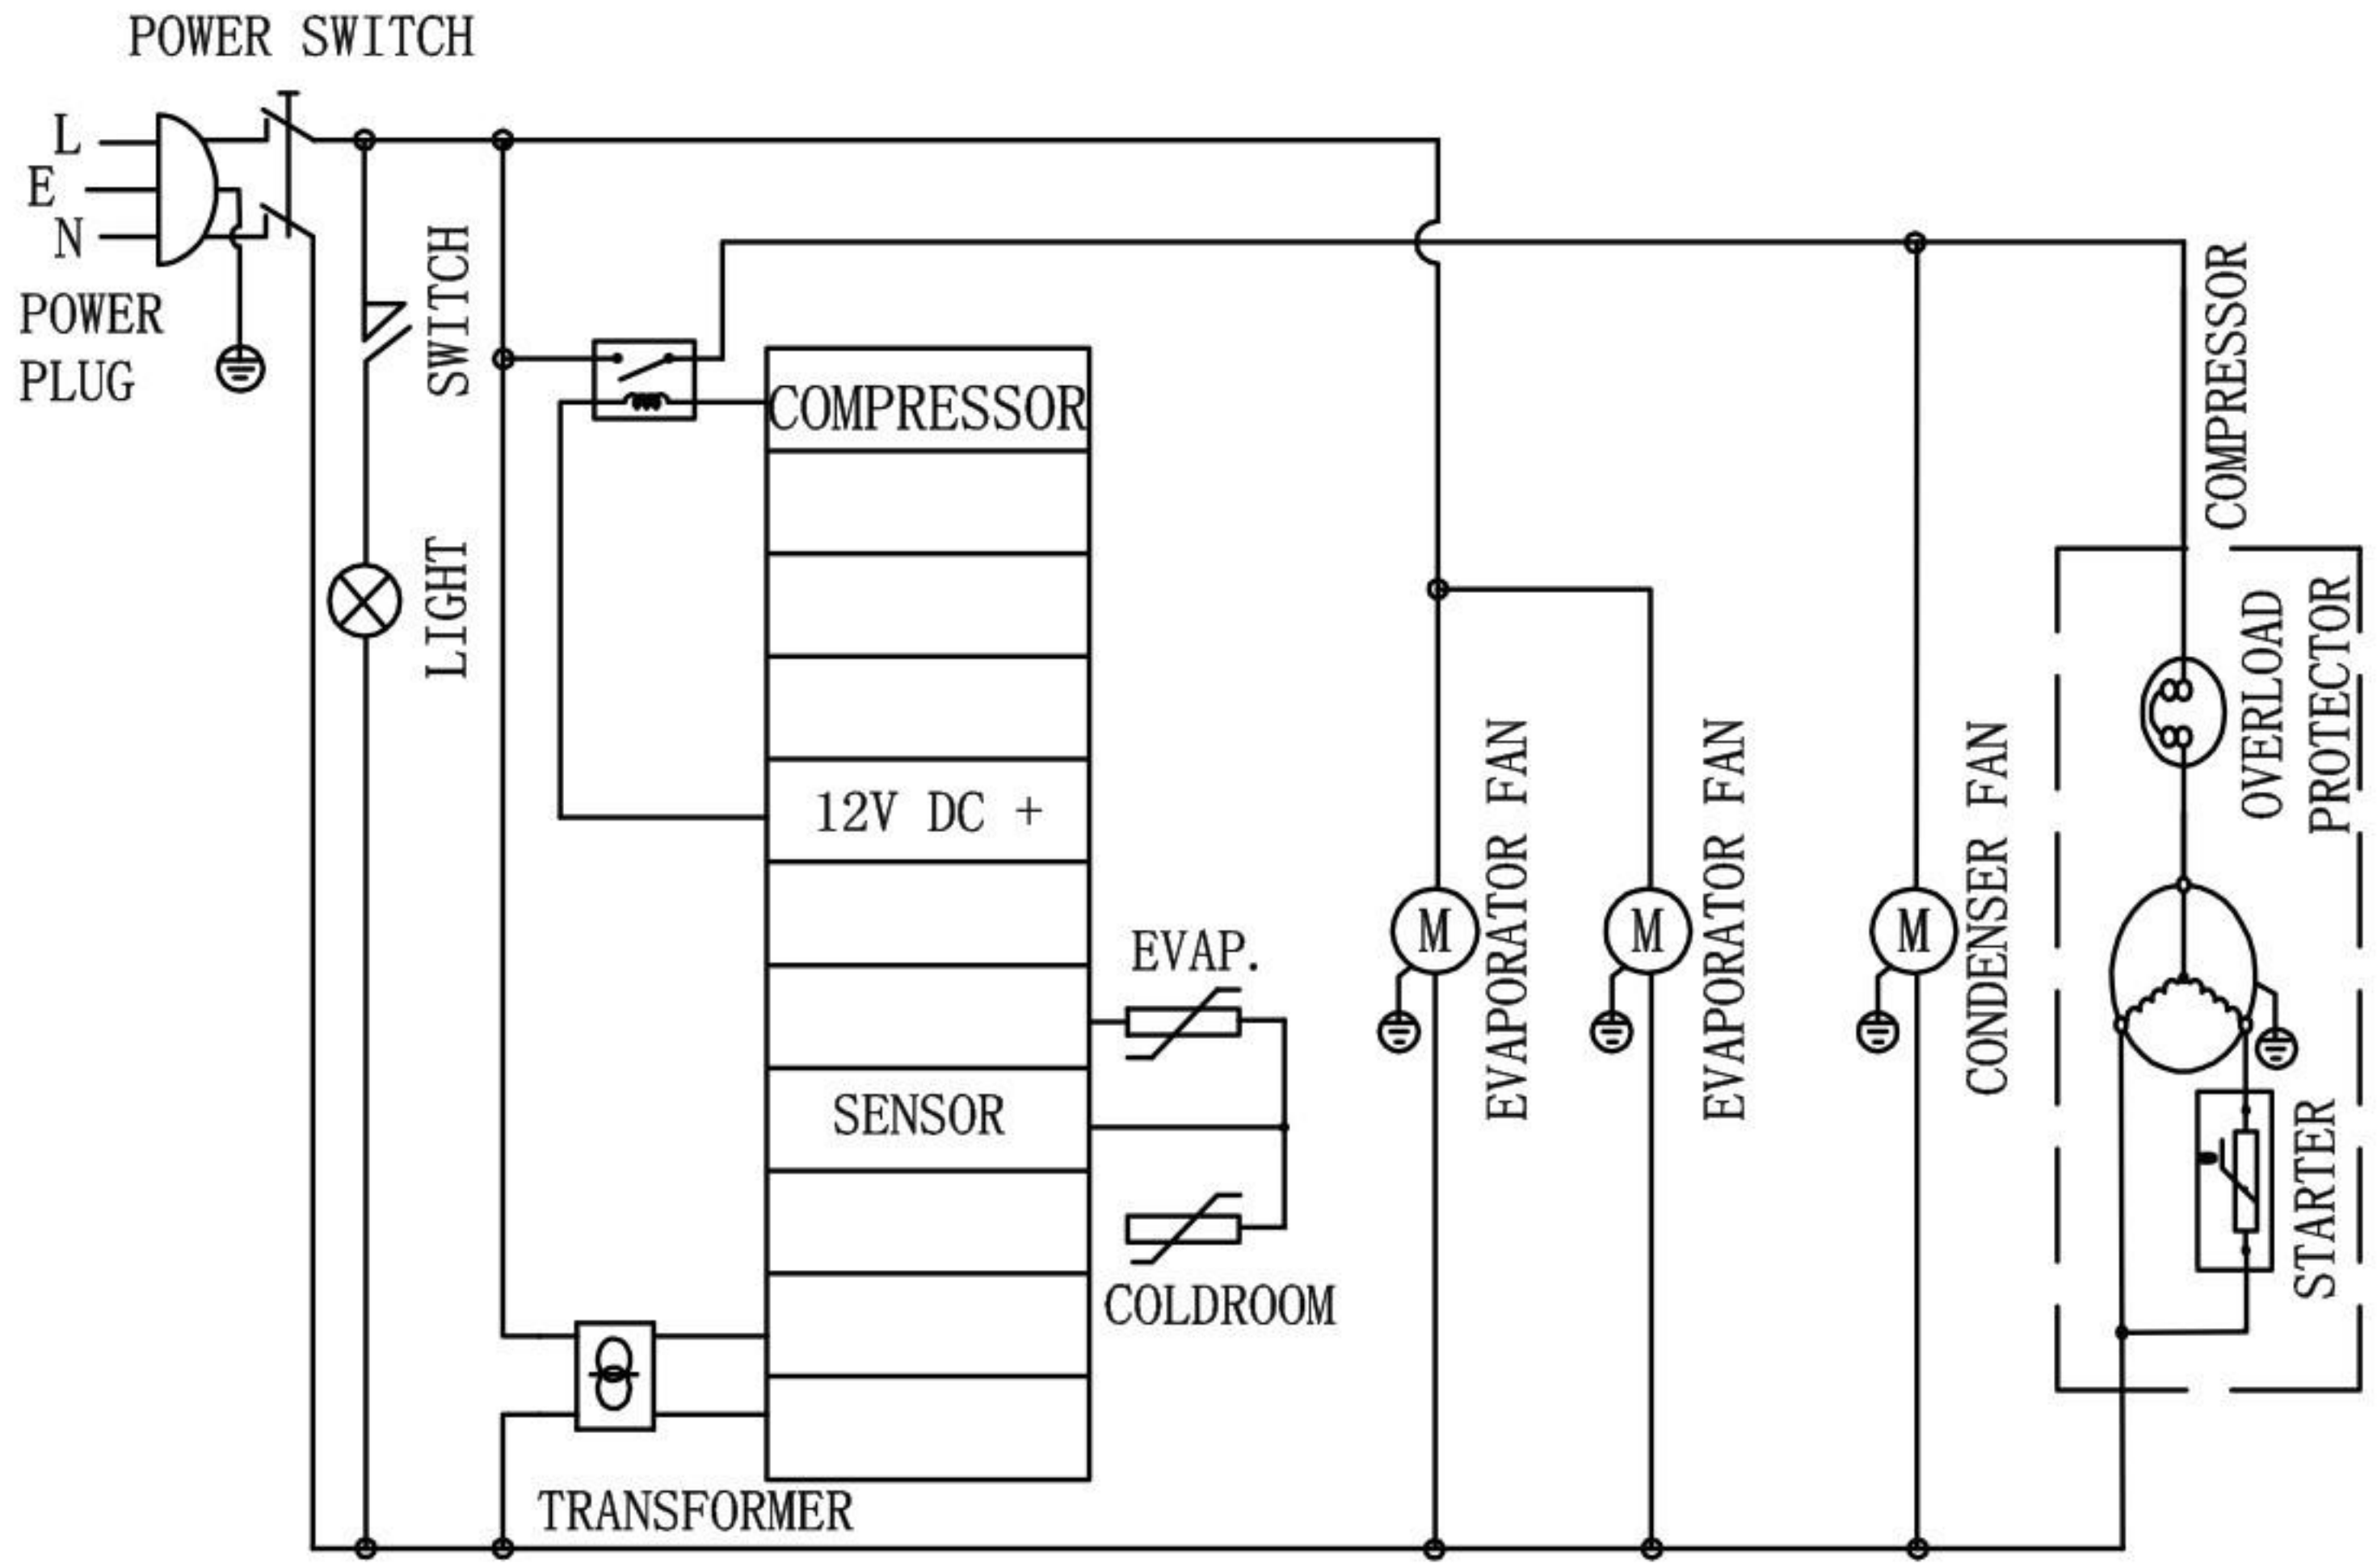 POWER SWITCH
L
E
N
POWER
PLUG
SWITCH
LIGHT
COMPRESSOR
12V DC +
SENSOR
EVAP.
COLDROOM
TRANSFORMER
M
EVAPORATOR FAN
M
EVAPORATOR FAN
M
CONDENSER FAN
COMPRESSOR
OVERLOAD
PROTECTOR
STARTER